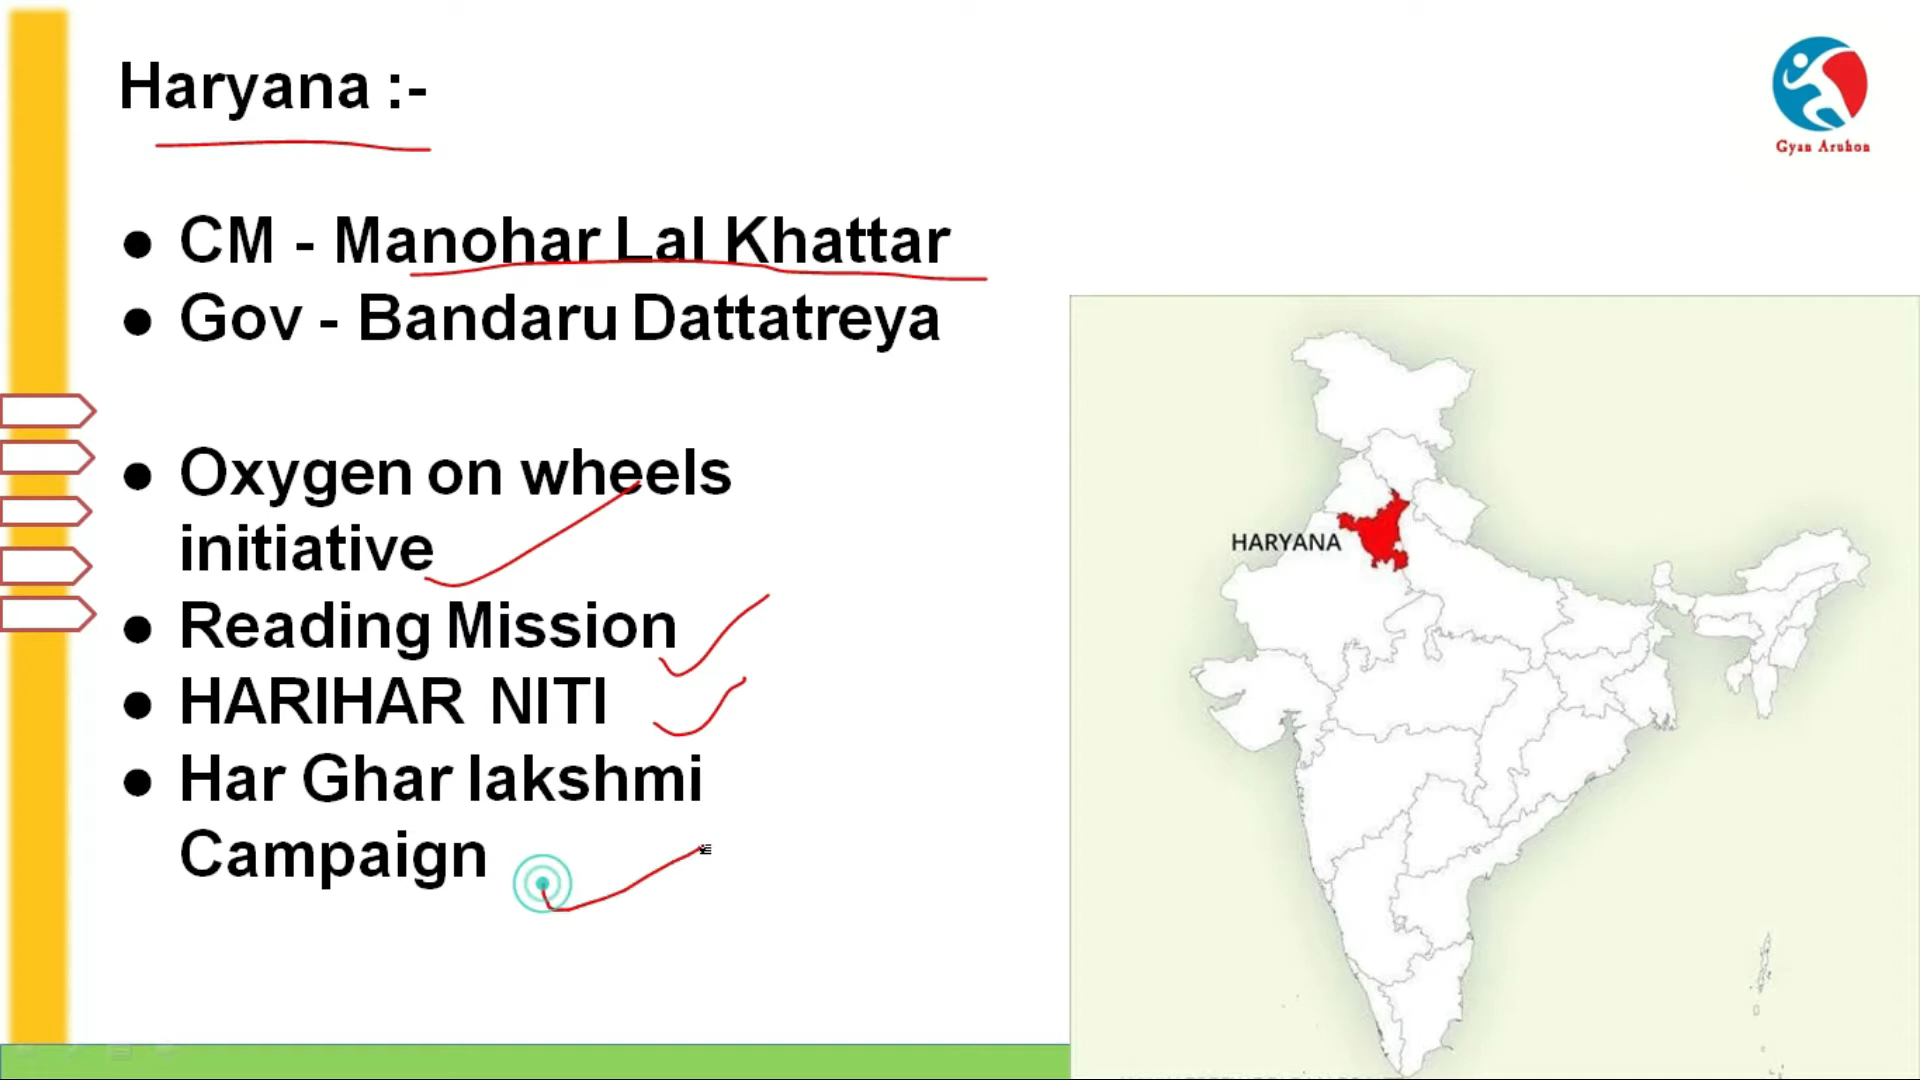 Haryana :-
● CM - Manohar Lal Khattar
● Gov - Bandaru Dattatreya
● Oxygen on wheels
initiative
● Reading Mission
● HARIHAR NITI
● Har Ghar lakshmi
Campaign
Gyan Aruhon
HARYANA